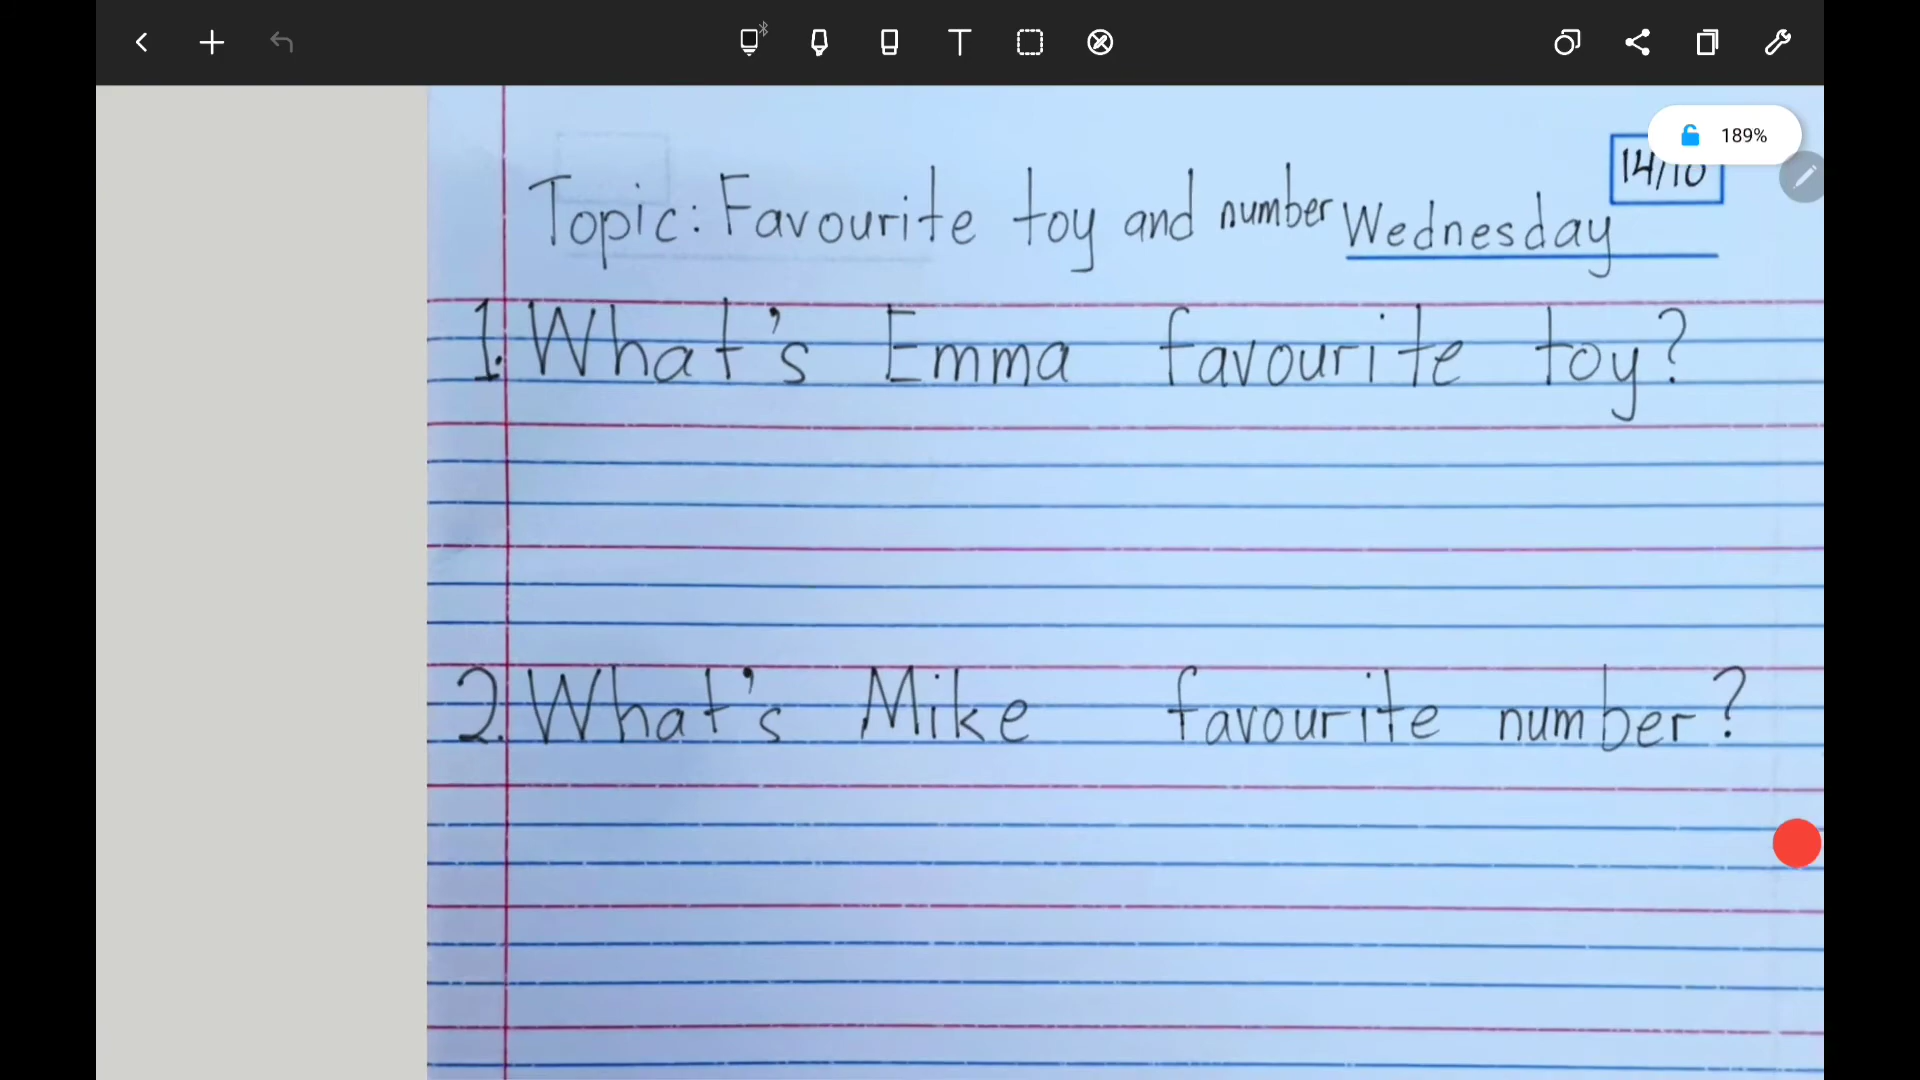 189%
14/10
Topic: Favourite toy and number Wednesday
1. What's Emma favourite toy?
2. What's Mike favourite number?